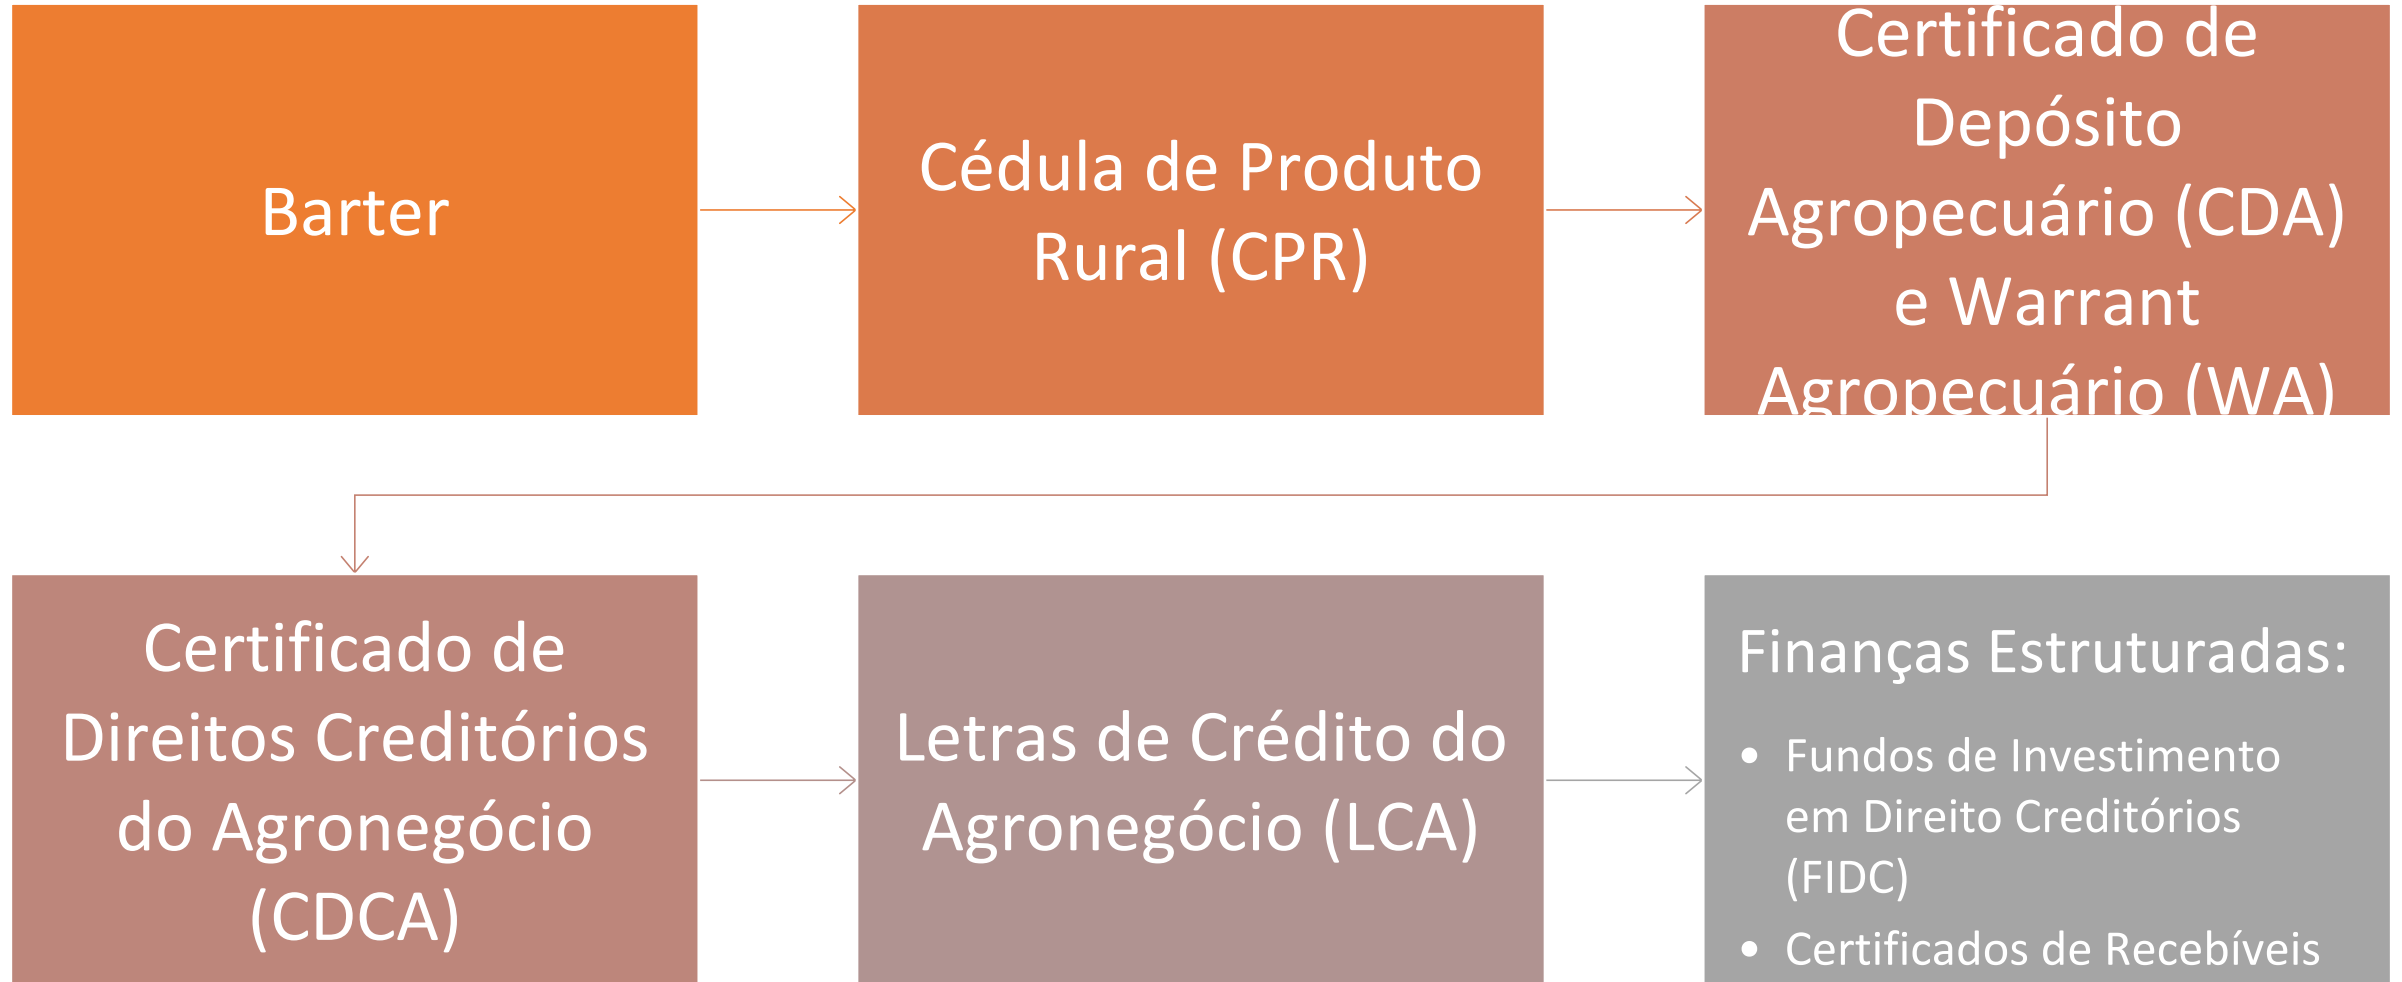 Barter
Cédula de Produto
Rural (CPR)
Certificado de
Depósito
Agropecuário (CDA)
e Warrant
Agropecuário (WA)
Certificado de
Direitos Creditórios
do Agronegócio
(CDCA)
Letras de Crédito do
Agronegócio (LCA)
Finanças Estruturadas:
• Fundos de Investimento
em Direito Creditórios
(FIDC)
• Certificados de Recebíveis